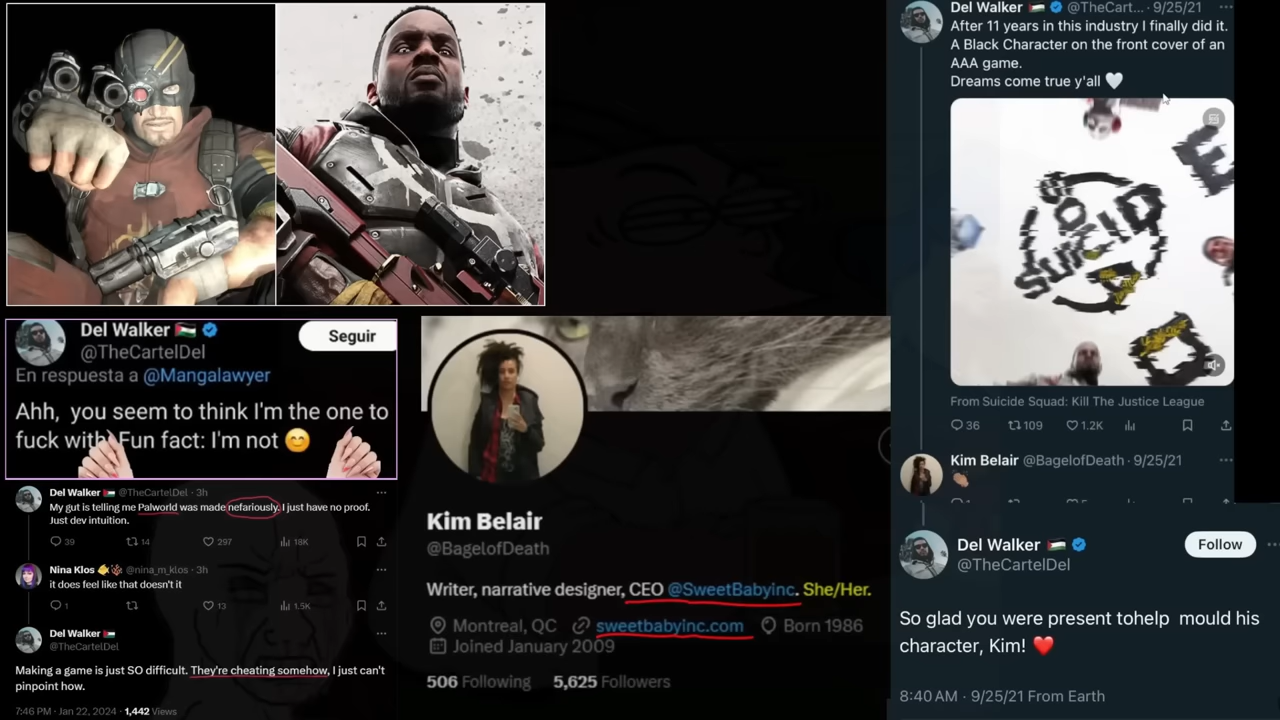 Del Walker 🇵🇸 @TheCartelDel
Seguir
En respuesta a @Mangalawyer
Ahh, you seem to think I'm the one to
fuck with. Fun fact: I'm not 😊
Del Walker 🇵🇸 @TheCartelDel · 3h
My gut is telling me Palworld was made nefariously. I just have no proof.
Just dev intuition.
39 14 297 18K
Nina Klos @nina_m_klos · 3h
it does feel like that doesn't it
1 13 1.5K
Del Walker 🇵🇸
@TheCartelDel
Making a game is just SO difficult. They're cheating somehow, I just can't
pinpoint how.
7:46 PM · Jan 22, 2024 · 1,442 Views
Kim Belair
@BagelofDeath
Writer, narrative designer, CEO @SweetBabyinc. She/Her.
Montreal, QC sweetbabyinc.com Born 1986
Joined January 2009
506 Following 5,625 Followers
Del Walker 🇵🇸 @TheCart... · 9/25/21
After 11 years in this industry I finally did it.
A Black Character on the front cover of an
AAA game.
Dreams come true y'all 🤍
SUICID
From Suicide Squad: Kill The Justice League
36 109 1.2K
Kim Belair @BagelofDeath · 9/25/21
👏🏽
Del Walker 🇵🇸
@TheCartelDel
Follow
So glad you were present tohelp mould his
character, Kim! ❤️
8:40 AM · 9/25/21 From Earth